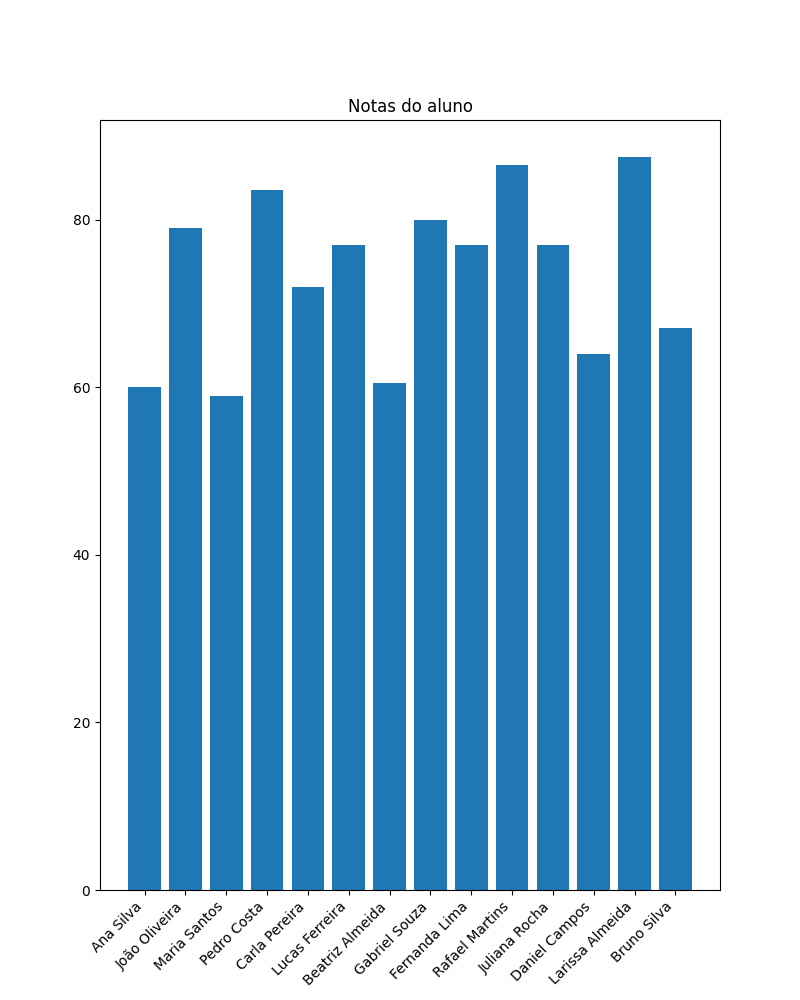 Notas do aluno
80
60
40
20
0
Ana Silva
João Oliveira
Maria Santos
Pedro Costa
Carla Pereira
Lucas Ferreira
Beatriz Almeida
Gabriel Souza
Fernanda Lima
Rafael Martins
Juliana Rocha
Daniel Campos
Larissa Almeida
Bruno Silva